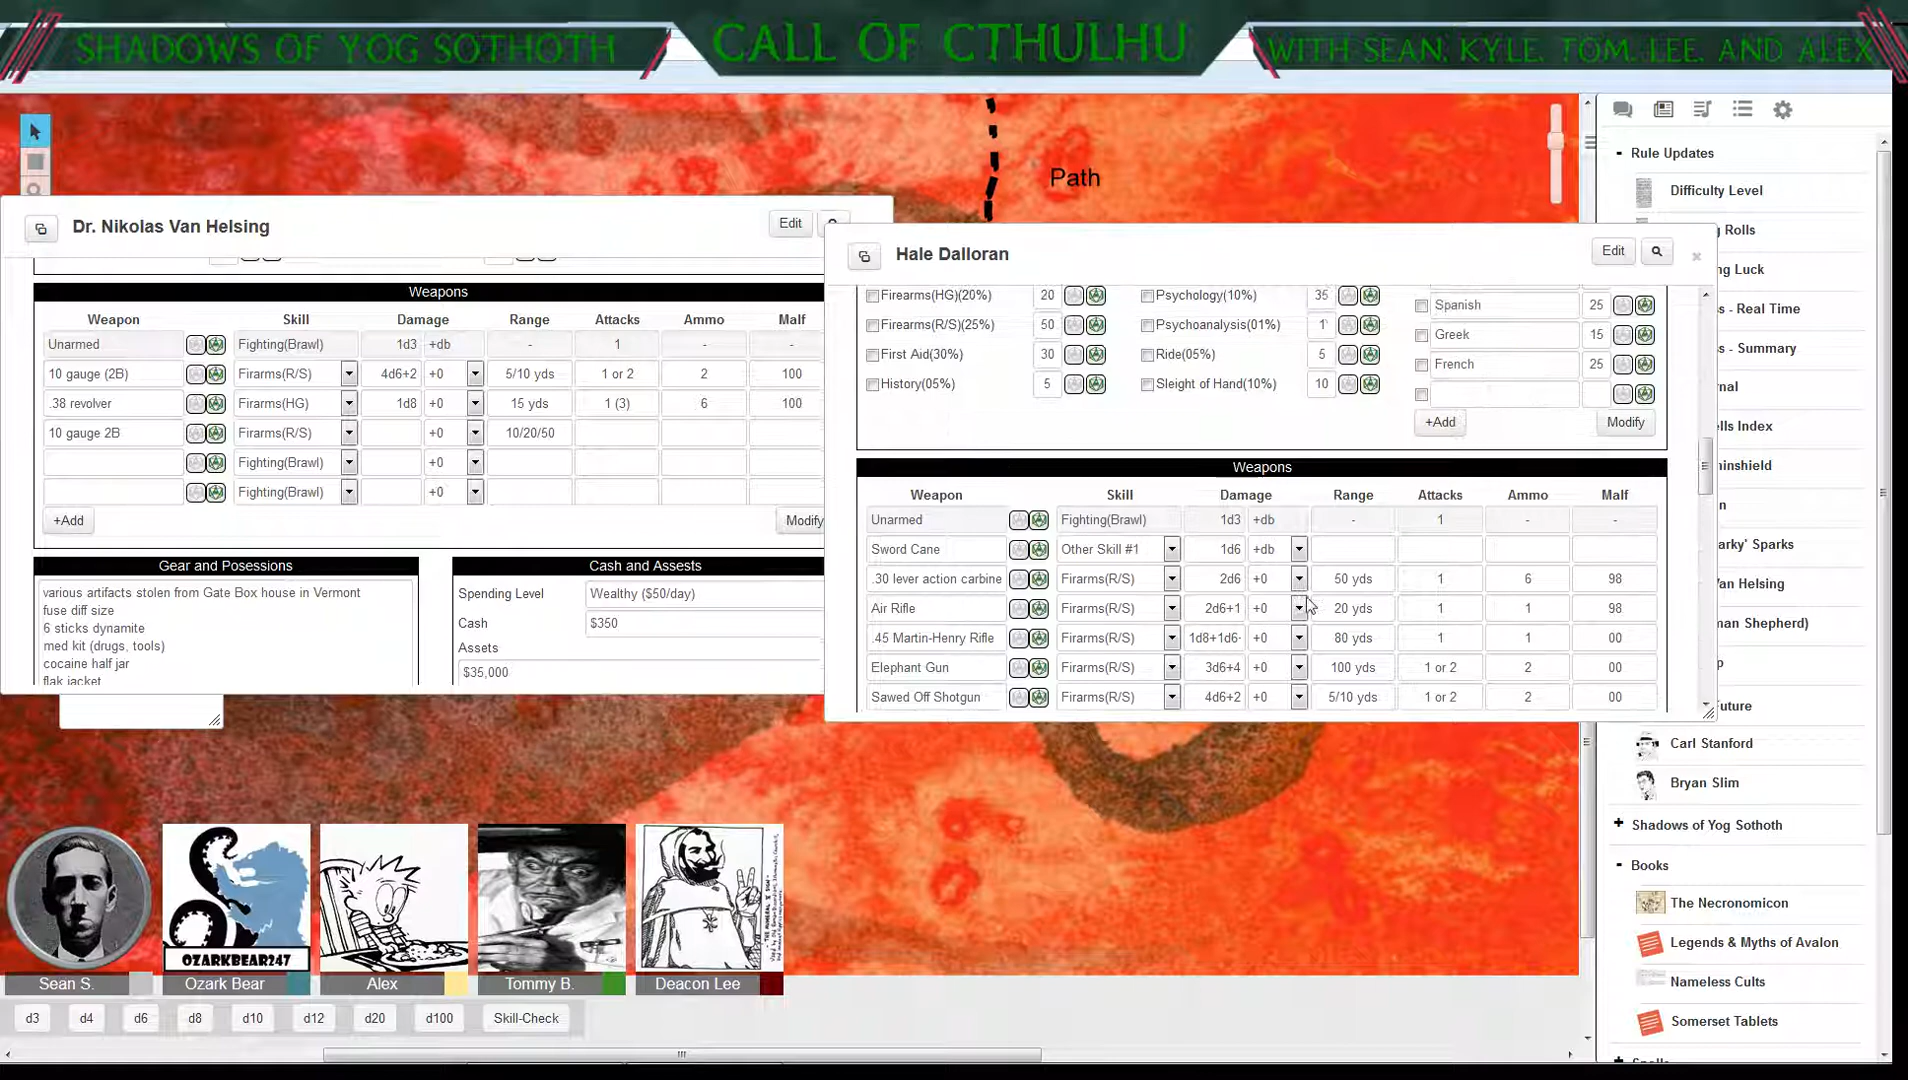 SHADOWS OF YOG SOTHOTH
CALL OF CTHULHU
WITH SEAN, KYLE, TOM, LEE, AND ALEX
Path
Dr. Nikolas Van Helsing
Edit
Weapons
Weapon Skill Damage Range Attacks Ammo Malf
Unarmed Fighting(Brawl) 1d3 +db - 1 - -
10 gauge (2B) Firarms(R/S) 4d6+2 +0 5/10 yds 1 or 2 2 100
.38 revolver Firarms(HG) 1d8 +0 15 yds 1 (3) 6 100
10 gauge 2B Firarms(R/S) +0 10/20/50
Fighting(Brawl) +0
Fighting(Brawl) +0
+Add Modify
Gear and Posessions
various artifacts stolen from Gate Box house in Vermont
fuse diff size
6 sticks dynamite
med kit (drugs, tools)
cocaine half jar
flak jacket
Cash and Assests
Spending Level Wealthy ($50/day)
Cash $350
Assets
$35,000
Hale Dalloran
Edit
Firearms(HG)(20%) 20 Psychology(10%) 35 Spanish 25
Firearms(R/S)(25%) 50 Psychoanalysis(01%) 1 Greek 15
First Aid(30%) 30 Ride(05%) 5 French 25
History(05%) 5 Sleight of Hand(10%) 10
+Add Modify
Weapons
Weapon Skill Damage Range Attacks Ammo Malf
Unarmed Fighting(Brawl) 1d3 +db - 1 - -
Sword Cane Other Skill #1 1d6 +db
.30 lever action carbine Firarms(R/S) 2d6 +0 50 yds 1 6 98
Air Rifle Firarms(R/S) 2d6+1 +0 20 yds 1 1 98
.45 Martin-Henry Rifle Firarms(R/S) 1d8+1d6- +0 80 yds 1 1 00
Elephant Gun Firarms(R/S) 3d6+4 +0 100 yds 1 or 2 2 00
Sawed Off Shotgun Firarms(R/S) 4d6+2 +0 5/10 yds 1 or 2 2 00
Rule Updates
Difficulty Level
g Rolls
ng Luck
s - Real Time
s - Summary
rnal
ells Index
minshield
n
arky' Sparks
Van Helsing
man Shepherd)
p
Future
Carl Stanford
Bryan Slim
Shadows of Yog Sothoth
Books
The Necronomicon
Legends & Myths of Avalon
Nameless Cults
Somerset Tablets
OZARKBEAR247
Sean S.
Ozark Bear
Alex
Tommy B.
Deacon Lee
d3 d4 d6 d8 d10 d12 d20 d100 Skill-Check